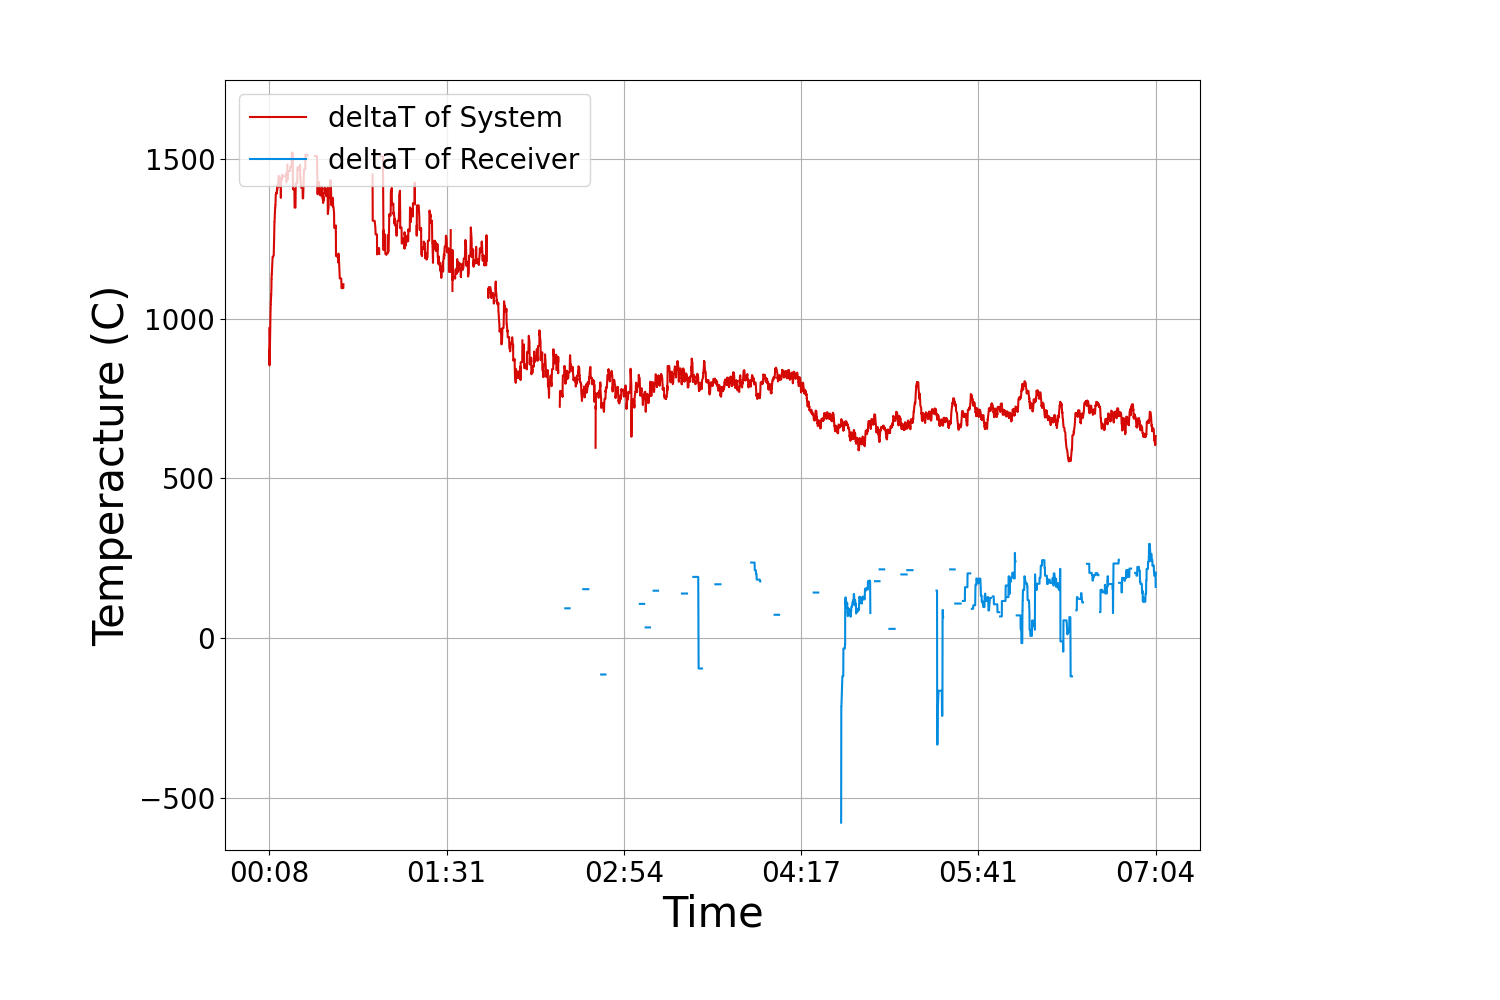 deltaT of System
deltaT of Receiver
1500
1000
500
0
−500
Temperacture (C)
00:08 01:31 02:54 04:17 05:41 07:04
Time